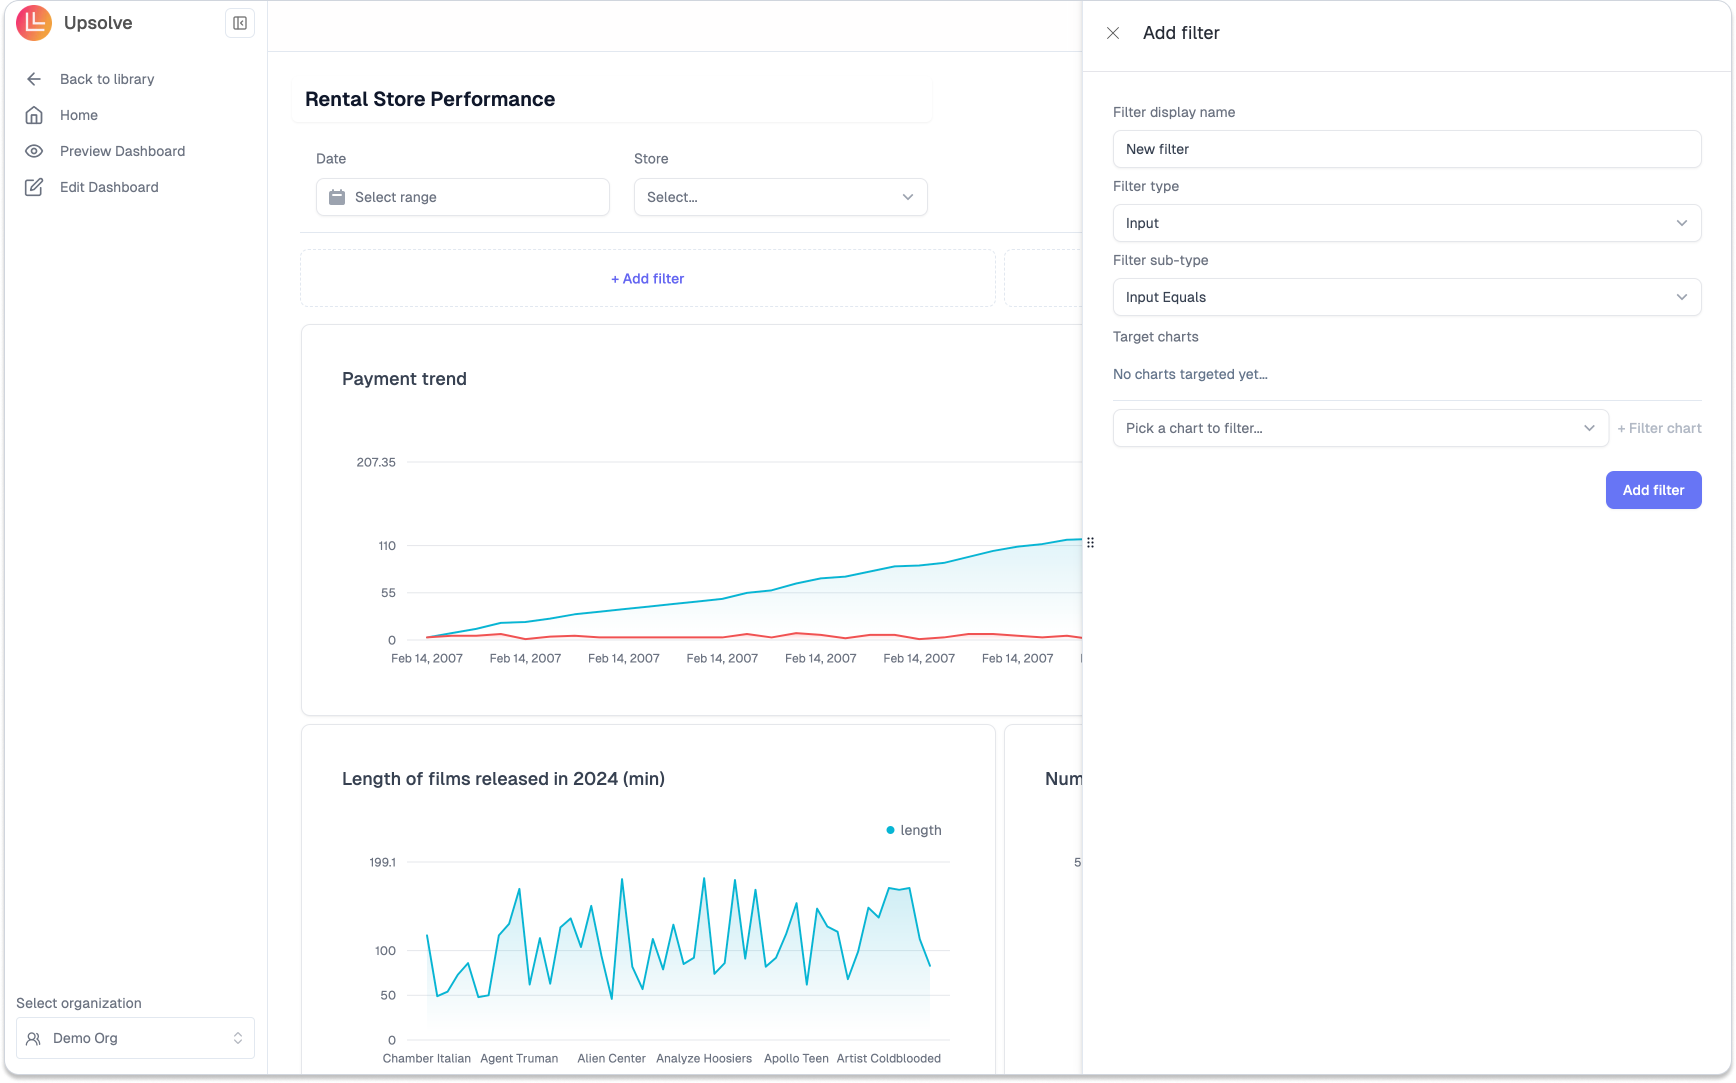 Upsolve
Back to library
Home
Preview Dashboard
Edit Dashboard
Select organization
Demo Org
Rental Store Performance
Date
Store
Select range
Select...
+ Add filter
Payment trend
207.35
110
55
0
Feb 14, 2007 Feb 14, 2007 Feb 14, 2007 Feb 14, 2007 Feb 14, 2007 Feb 14, 2007 Feb 14, 2007
Length of films released in 2024 (min)
length
199.1
100
50
0
Chamber Italian Agent Truman Alien Center Analyze Hoosiers Apollo Teen Artist Coldblooded
Num
5
Add filter
Filter display name
New filter
Filter type
Input
Filter sub-type
Input Equals
Target charts
No charts targeted yet...
Pick a chart to filter...
+ Filter chart
Add filter